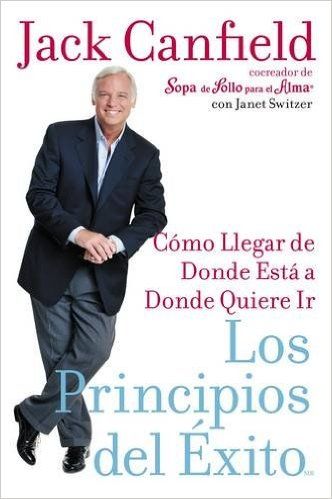 Jack Canfield
cocreador de
Sopa de Pollo para el Alma®
con Janet Switzer
Cómo Llegar de
Donde Está a
Donde Quiere Ir
Los
Principios
del Éxito